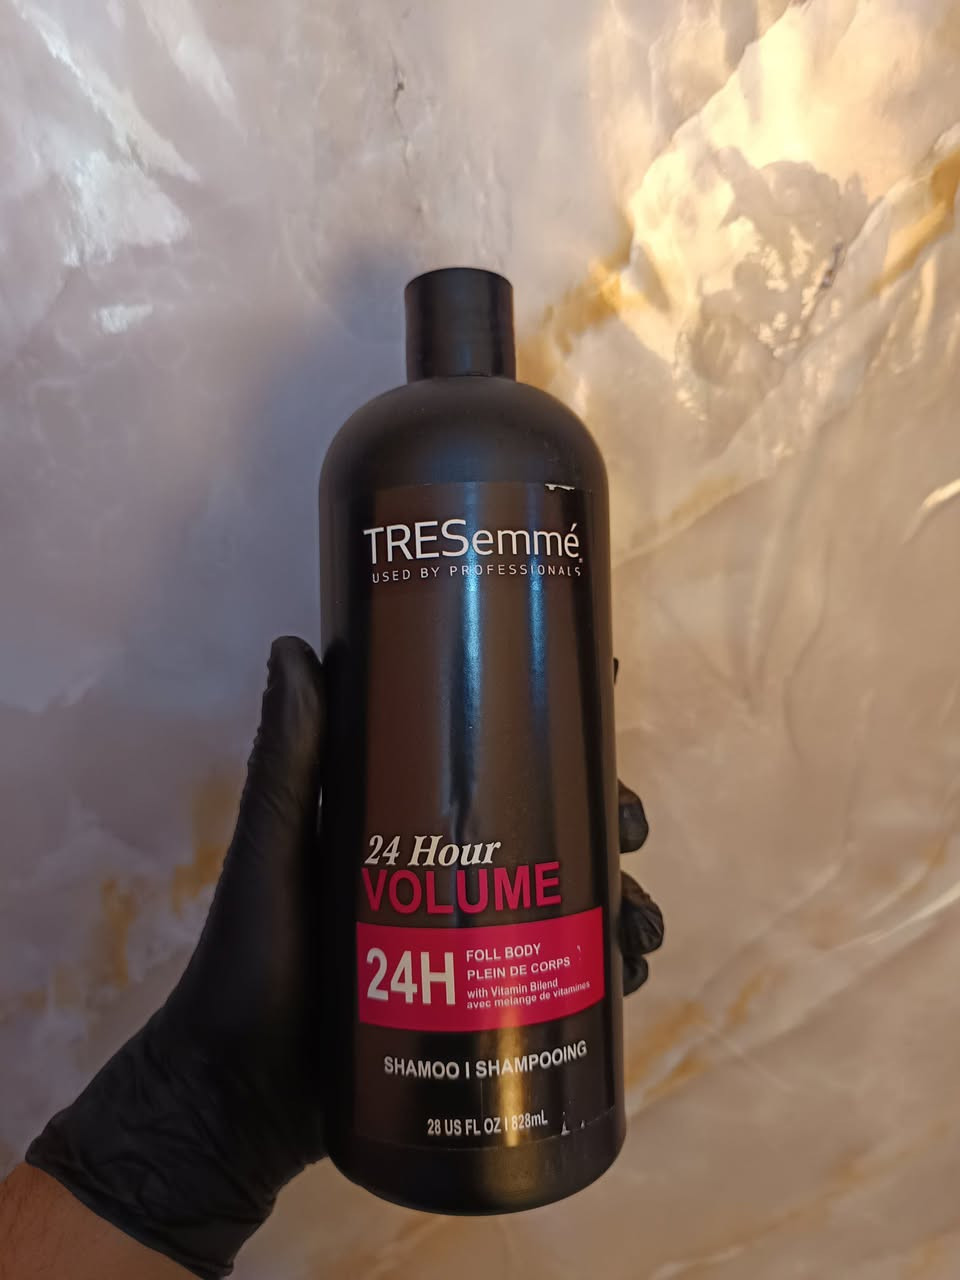 TRESemmé
USED BY PROFESSIONALS
24 Hour
VOLUME
24H
FOLL BODY
PLEIN DE CORPS
with Vitamin Bilend
avec melange de vitamines
SHAMOO | SHAMPOOING
28 US FL OZ | 828mL